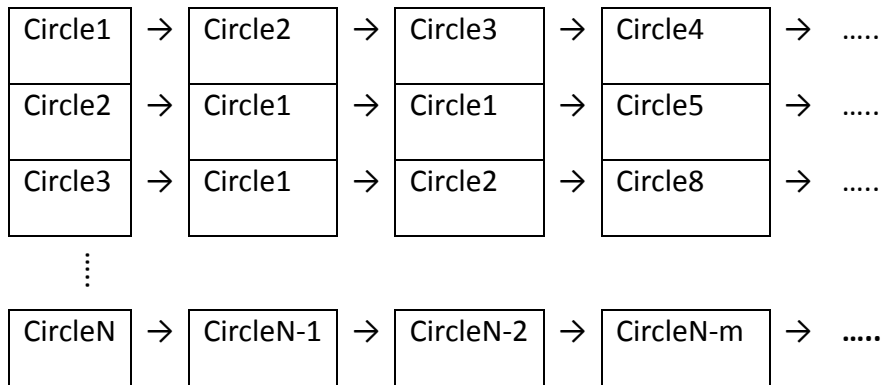 Circle1 → Circle2 → Circle3 → Circle4 → .....
Circle2 → Circle1 → Circle1 → Circle5 → .....
Circle3 → Circle1 → Circle2 → Circle8 → .....
CircleN → CircleN-1 → CircleN-2 → CircleN-m → .....